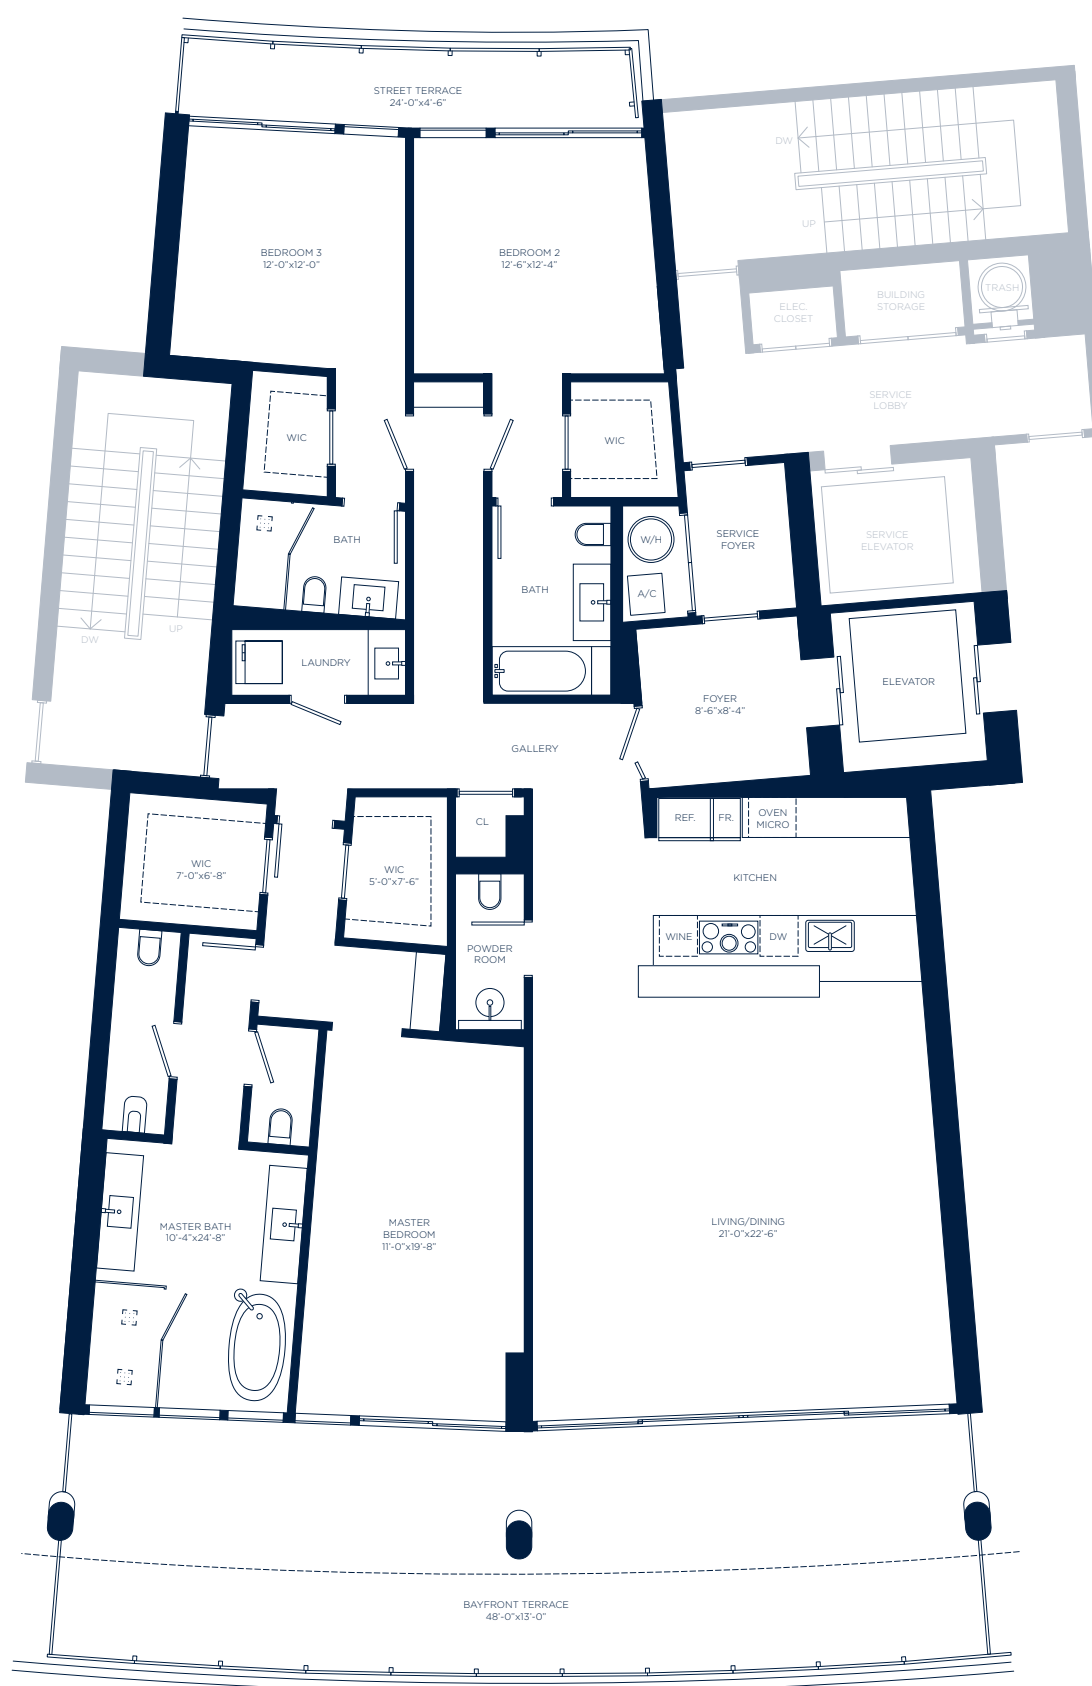 STREET TERRACE
24'-0"x4'-6"
DW
UP
BEDROOM 3
12'-0"x12'-0"
BEDROOM 2
12'-6"x12'-4"
ELEC.
CLOSET
BUILDING
STORAGE
TRASH
SERVICE
LOBBY
WIC
WIC
BATH
W/H
SERVICE
FOYER
SERVICE
ELEVATOR
BATH
A/C
DW
UP
LAUNDRY
ELEVATOR
FOYER
8'-6"x8'-4"
GALLERY
CL
REF.
FR.
OVEN
MICRO
WIC
7'-0"x6'-8"
WIC
5'-0"x7'-6"
KITCHEN
WINE
DW
POWDER
ROOM
MASTER BATH
10'-4"x24'-8"
MASTER
BEDROOM
11'-0"x19'-8"
LIVING/DINING
21'-0"x22'-6"
BAYFRONT TERRACE
48'-0"x13'-0"